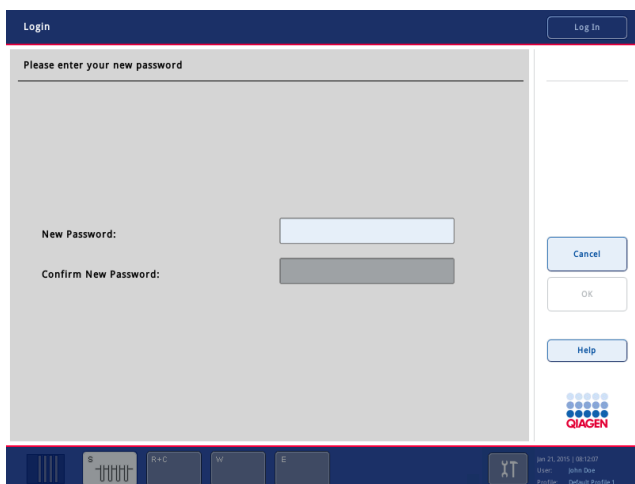 Login
Log In
Please enter your new password
New Password:
Confirm New Password:
Cancel
OK
Help
QIAGEN
S
R+C
W
E
Jan 21, 2015 | 08:12:07
User: John Doe
Profile: Default Profile 1